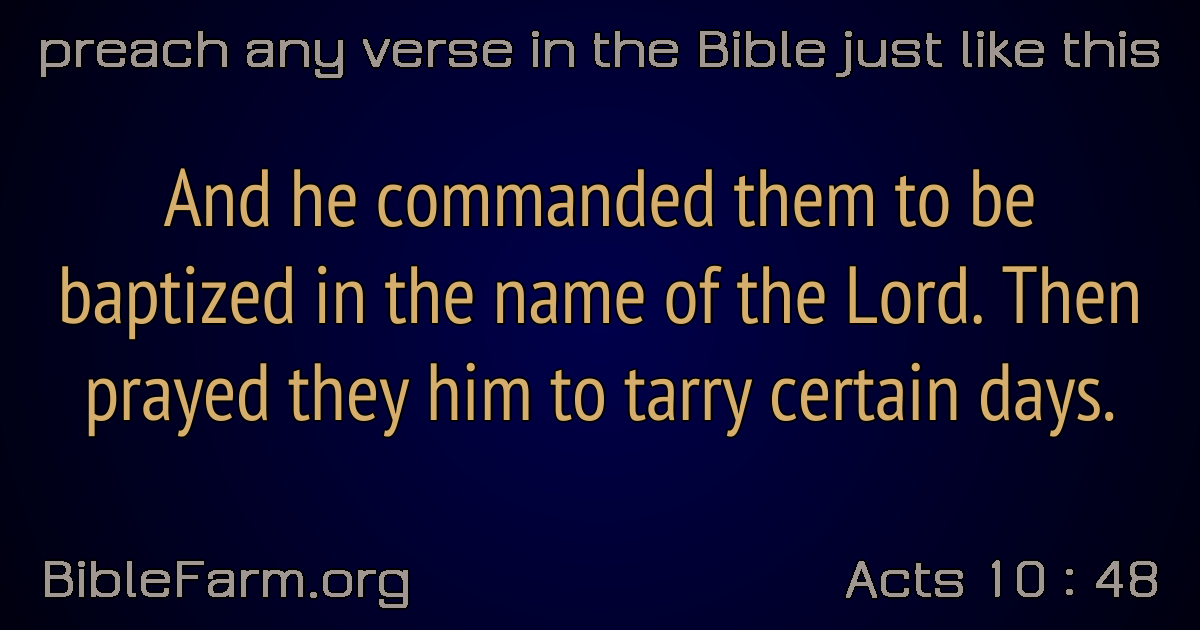 preach any verse in the Bible just like this
And he commanded them to be
baptized in the name of the Lord. Then
prayed they him to tarry certain days.
BibleFarm.org
Acts 10 : 48